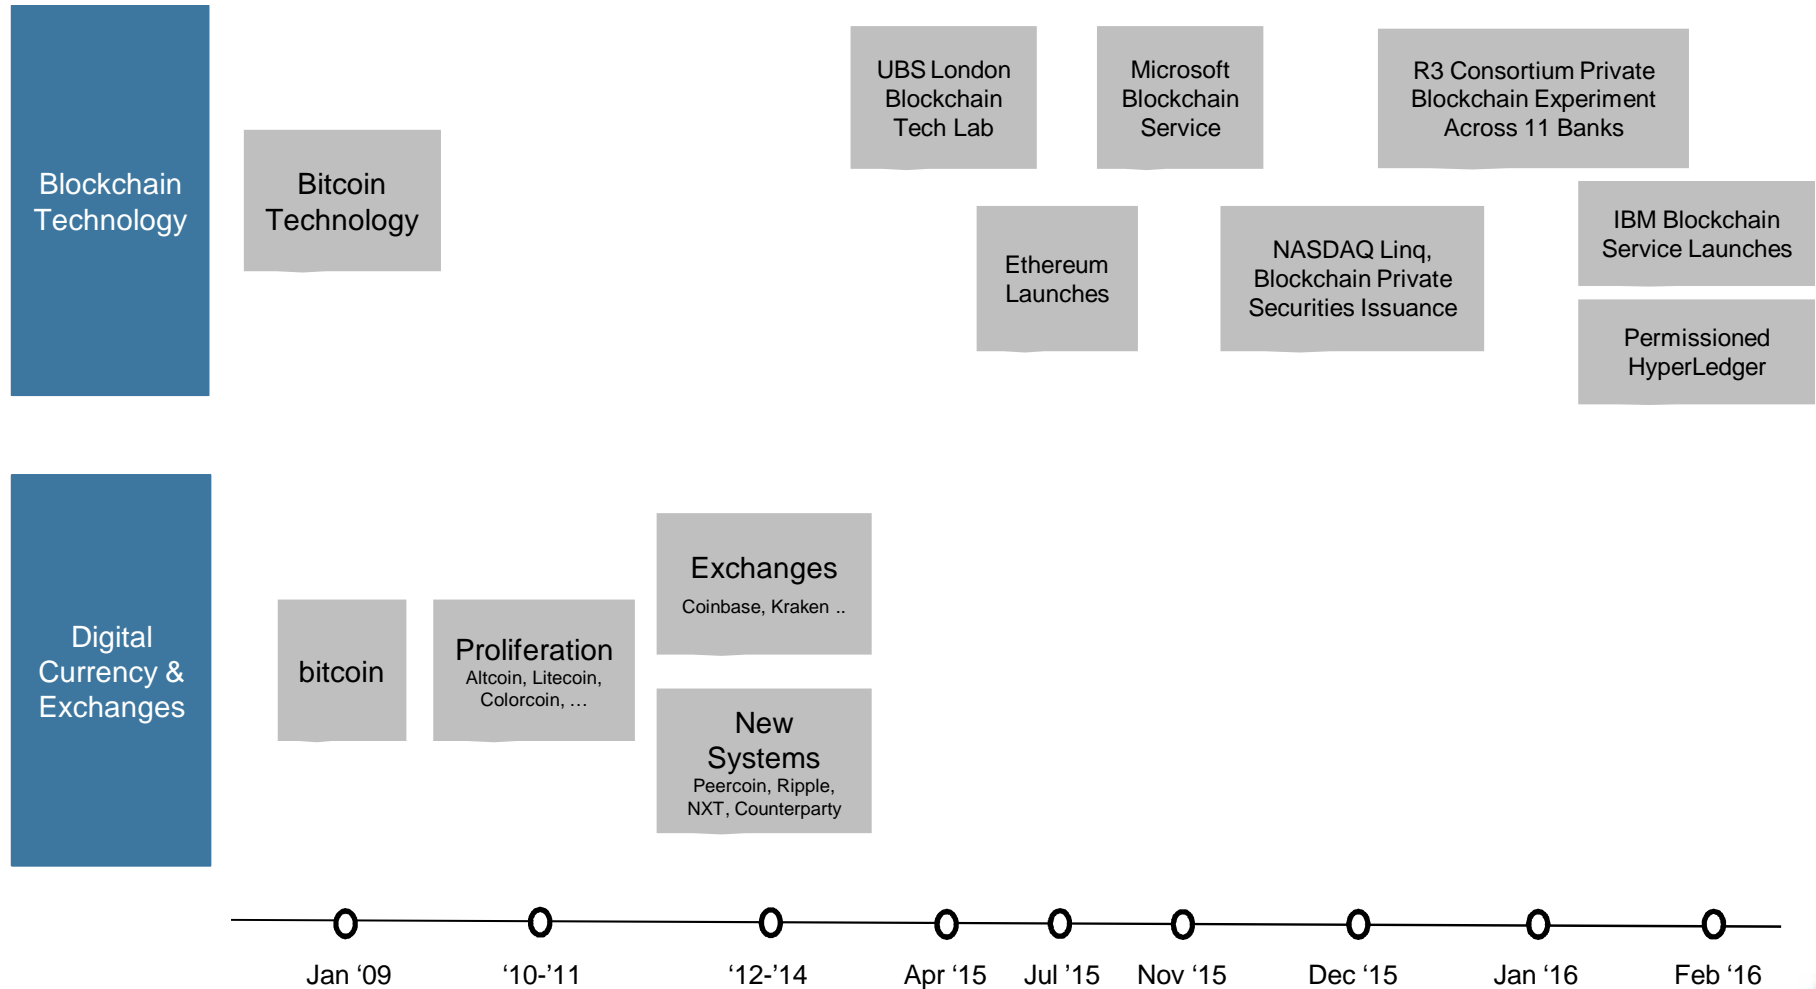 Blockchain
Technology
Bitcoin
Technology
UBS London
Blockchain
Tech Lab
Ethereum
Launches
Microsoft
Blockchain
Service
NASDAQ Linq,
Blockchain Private
Securities Issuance
R3 Consortium Private
Blockchain Experiment
Across 11 Banks
IBM Blockchain
Service Launches
Permissioned
HyperLedger
Digital
Currency &
Exchanges
bitcoin
Proliferation
Altcoin, Litecoin,
Colorcoin, …
Exchanges
Coinbase, Kraken ..
New
Systems
Peercoin, Ripple,
NXT, Counterparty
Jan ‘09
‘10-’11
‘12-’14
Apr ‘15
Jul ’15
Nov ‘15
Dec ‘15
Jan ‘16
Feb ‘16